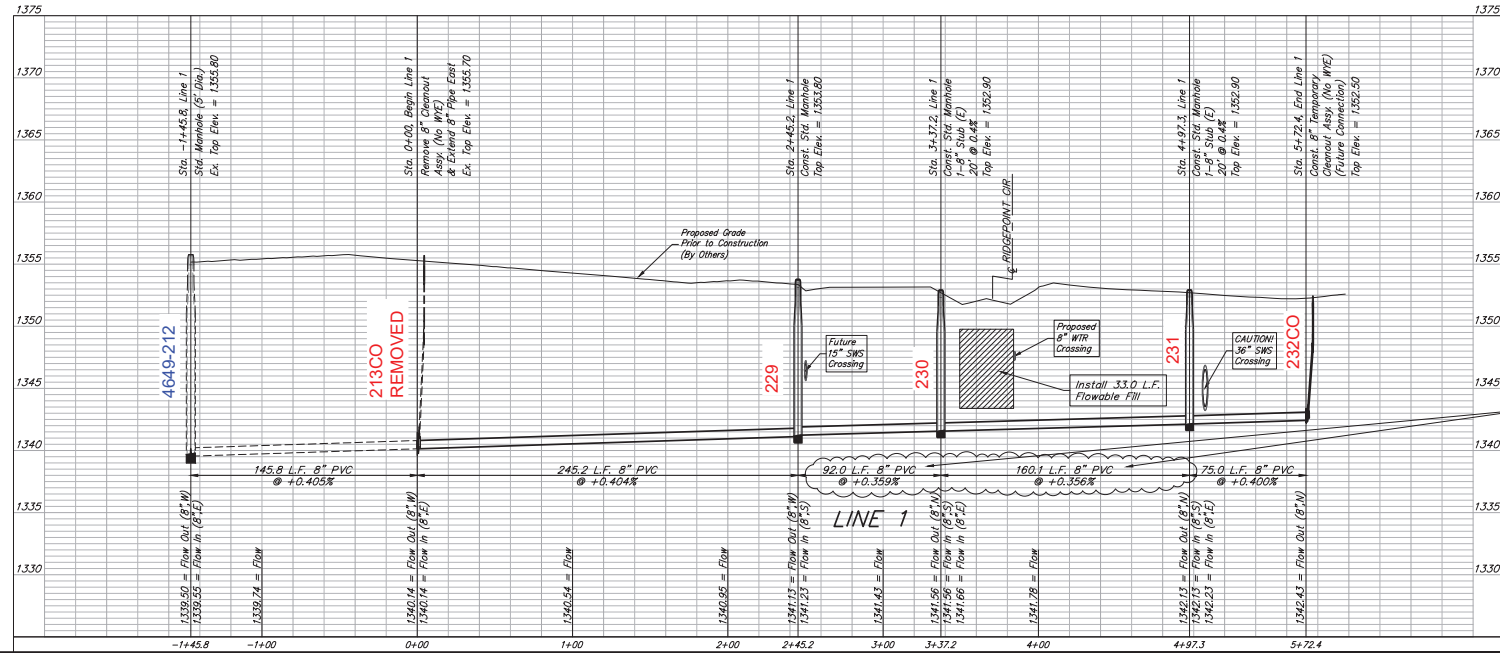 1375
1375
1370
1370
1365
1365
1360
1360
1355
1355
1350
1350
1345
1345
1340
1340
1335
1335
1330
1330
Sta. -1+45.8, Line 1
Std. Manhole (5' Dia.)
Ex. Top Elev. = 1355.80
Sta. 0+00, Begin Line 1
Remove 8" Cleanout
Assy. (No WYE)
& Extend 8" Pipe East
Ex. Top Elev. = 1355.70
Sta. 2+45.2, Line 1
Const. Std. Manhole
Top Elev. = 1353.80
Sta. 3+37.2, Line 1
Const. Std. Manhole
1-8" Stub (E)
20' @ 0.4%
Top Elev. = 1352.90
Sta. 4+97.3, Line 1
Const. Std. Manhole
1-8" Stub (E)
20' @ 0.4%
Top Elev. = 1352.90
Sta. 5+72.4, End Line 1
Const. 8" Temporary
Cleanout Assy. (No WYE)
(Future Connection)
Top Elev. = 1352.50
Proposed Grade
Prior to Construction
(By Others)
℄ RIDGEPOINT CIR
4649-212
213CO
REMOVED
229
Future
15" SWS
Crossing
230
Proposed
8" WTR
Crossing
Install 33.0 L.F.
Flowable Fill
231
CAUTION!
36" SWS
Crossing
232CO
145.8 L.F. 8" PVC
@ +0.405%
245.2 L.F. 8" PVC
@ +0.404%
92.0 L.F. 8" PVC
@ +0.359%
160.1 L.F. 8" PVC
@ +0.356%
75.0 L.F. 8" PVC
@ +0.400%
LINE 1
1339.50 = Flow Out (8",W)
1339.55 = Flow In (8",E)
1339.74 = Flow
1340.14 = Flow Out (8",W)
1340.14 = Flow In (8",E)
1340.54 = Flow
1340.95 = Flow
1341.13 = Flow Out (8",W)
1341.23 = Flow In (8",S)
1341.43 = Flow
1341.56 = Flow Out (8",N)
1341.56 = Flow In (8",S)
1341.66 = Flow In (8",E)
1341.78 = Flow
1342.13 = Flow Out (8",N)
1342.13 = Flow In (8",S)
1342.23 = Flow In (8",E)
1342.43 = Flow Out (8",N)
-1+45.8
-1+00
0+00
1+00
2+00
2+45.2
3+00
3+37.2
4+00
4+97.3
5+72.4